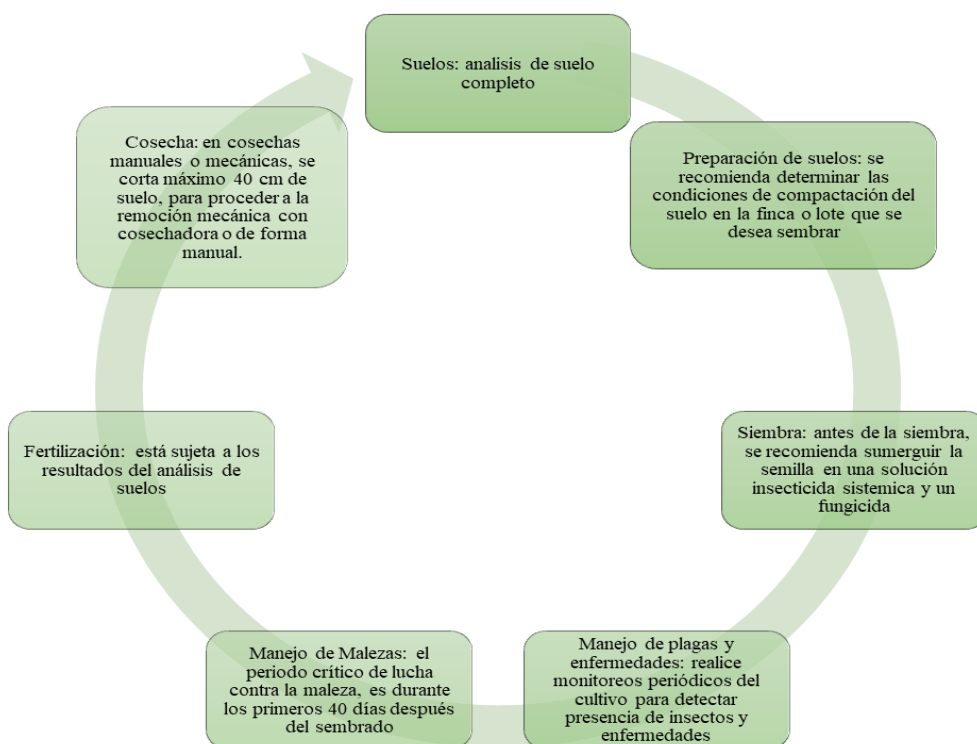 Suelos: analisis de suelo
completo
Preparación de suelos: se
recomienda determinar las
condiciones de compactación del
suelo en la finca o lote que se
desea sembrar
Siembra: antes de la siembra,
se recomienda sumerguir la
semilla en una solución
insecticida sistemica y un
fungicida
Manejo de plagas y
enfermedades: realice
monitoreos periódicos del
cultivo para detectar
presencia de insectos y
enfermedades
Manejo de Malezas: el
periodo crítico de lucha
contra la maleza, es durante
los primeros 40 días después
del sembrado
Fertilización: está sujeta a los
resultados del análisis de
suelos
Cosecha: en cosechas
manuales o mecánicas, se
corta máximo 40 cm de
suelo, para proceder a la
remoción mecánica con
cosechadora o de forma
manual.